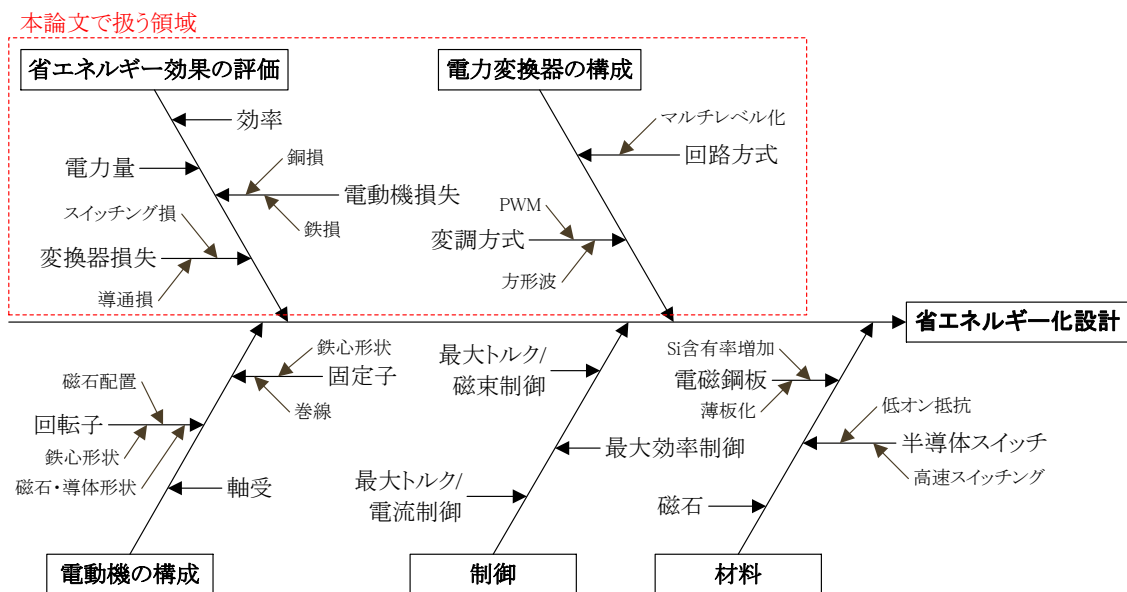 本論文で扱う領域
省エネルギー効果の評価
電力変換器の構成
効率
電力量
銅損
電動機損失
鉄損
スイッチング損
変換器損失
導通損
マルチレベル化
回路方式
PWM
変調方式
方形波
省エネルギー化設計
鉄心形状
固定子
巻線
磁石配置
回転子
鉄心形状
磁石・導体形状
軸受
電動機の構成
最大トルク/
磁束制御
最大効率制御
最大トルク/
電流制御
制御
Si含有率増加
電磁鋼板
薄板化
低オン抵抗
半導体スイッチ
高速スイッチング
磁石
材料